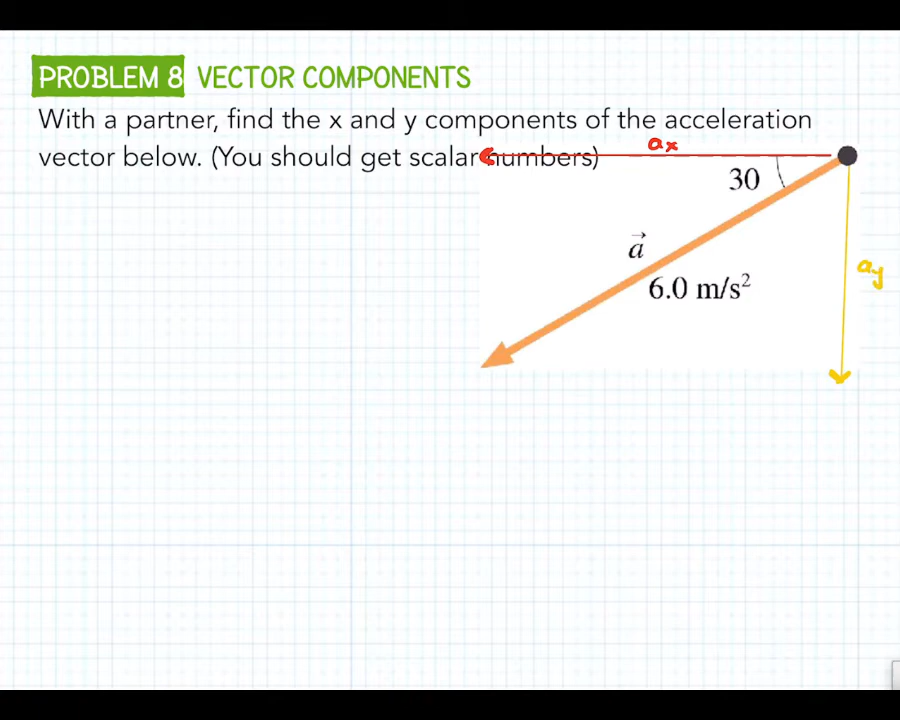 PROBLEM 8 VECTOR COMPONENTS
With a partner, find the x and y components of the acceleration
vector below. (You should get scalar numbers)
ax
30
a
6.0 m/s²
ay